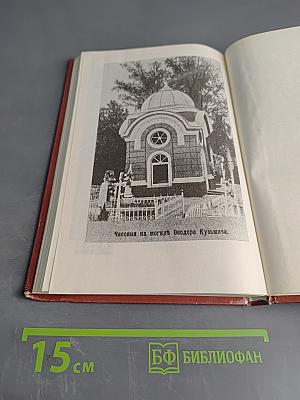 Часовня на могилѣ Ѳеодора Кузьмича.
15 см
БФ БИБЛИОФАН